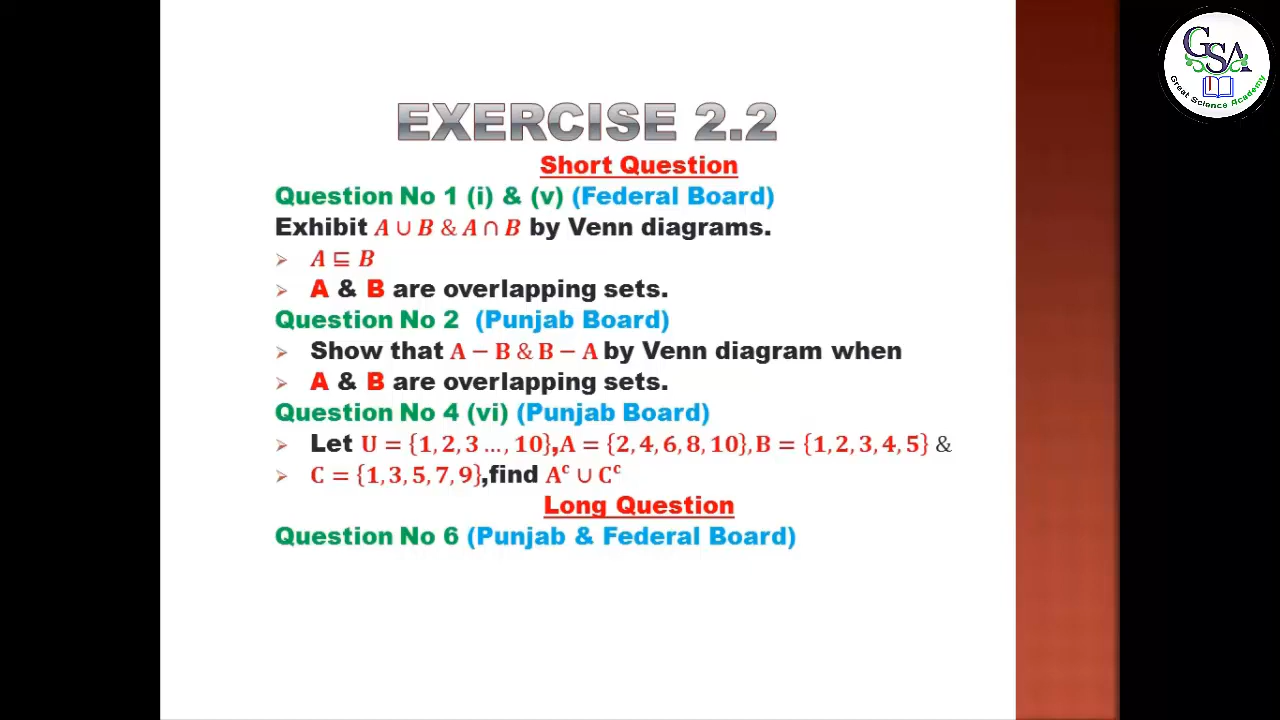 GSA
Great Science Academy
EXERCISE 2.2
Short Question
Question No 1 (i) & (v) (Federal Board)
Exhibit A ∪ B & A ∩ B by Venn diagrams.
➢ A ⊑ B
➢ A & B are overlapping sets.
Question No 2 (Punjab Board)
➢ Show that A − B & B − A by Venn diagram when
➢ A & B are overlapping sets.
Question No 4 (vi) (Punjab Board)
➢ Let U = {1, 2, 3 …, 10},A = {2, 4, 6, 8, 10}, B = {1, 2, 3, 4, 5} &
➢ C = {1, 3, 5, 7, 9},find Aᶜ ∪ Cᶜ
Long Question
Question No 6 (Punjab & Federal Board)